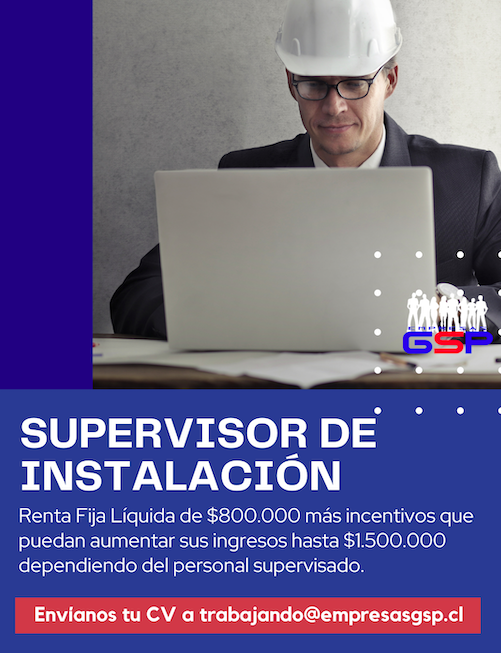 GSP
SUPERVISOR DE
INSTALACIÓN
Renta Fija Líquida de $800.000 más incentivos que
puedan aumentar sus ingresos hasta $1.500.000
dependiendo del personal supervisado.
Envíanos tu CV a trabajando@empresasgsp.cl